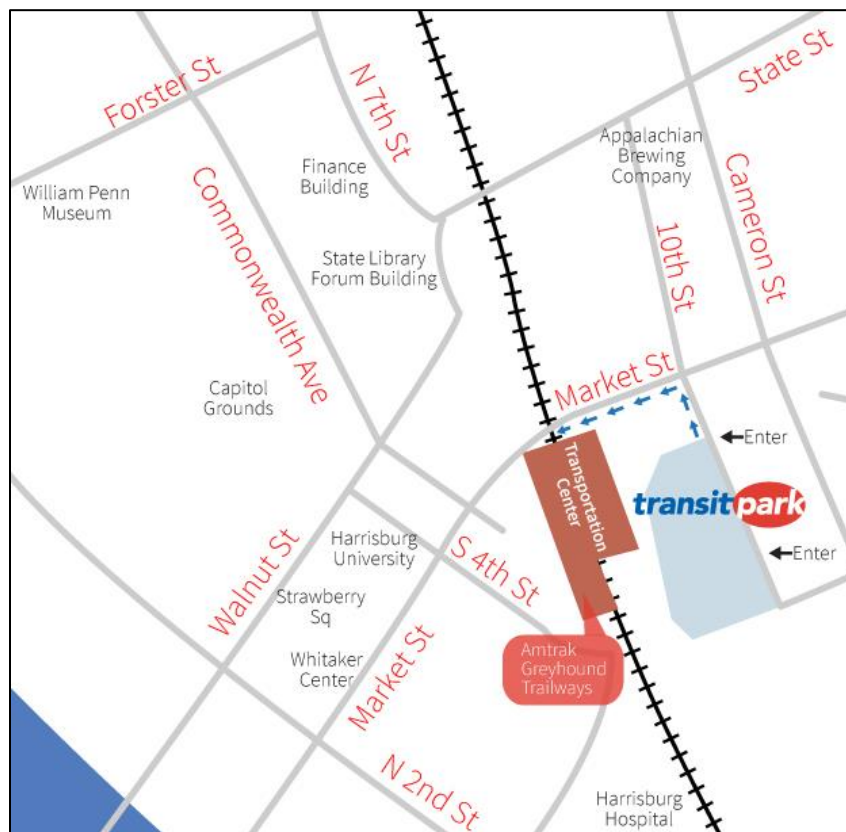 State St
Forster St
N 7th St
Appalachian
Brewing
Company
Finance
Building
William Penn
Museum
Commonwealth Ave
Cameron St
10th St
State Library
Forum Building
Market St
Capitol
Grounds
Enter
Transportation
Center
transitpark
Harrisburg
University
S 4th St
Enter
Walnut St
Strawberry
Sq
Whitaker
Center
Market St
Amtrak
Greyhound
Trailways
N 2nd St
Harrisburg
Hospital